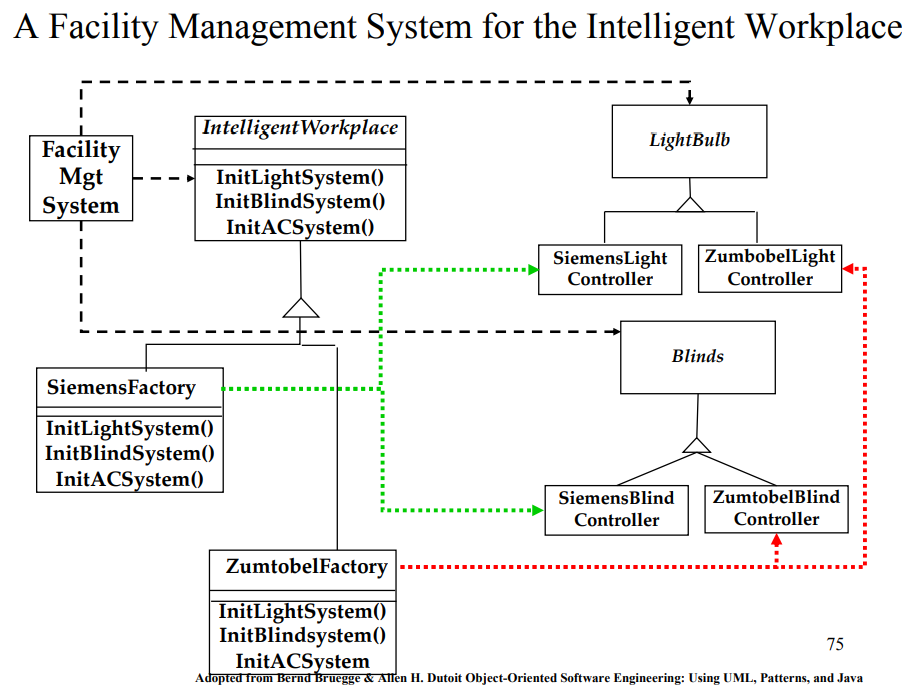 A Facility Management System for the Intelligent Workplace
Facility
Mgt
System
IntelligentWorkplace
InitLightSystem()
InitBlindSystem()
InitACSystem()
LightBulb
SiemensLight
Controller
ZumbobelLight
Controller
Blinds
SiemensFactory
InitLightSystem()
InitBlindSystem()
InitACSystem()
SiemensBlind
Controller
ZumtobelBlind
Controller
ZumtobelFactory
InitLightSystem()
InitBlindsystem()
InitACSystem
75
Adopted from Bernd Bruegge & Allen H. Dutoit Object-Oriented Software Engineering: Using UML, Patterns, and Java